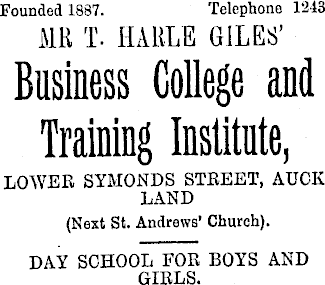 Founded 1887. Telephone 1243
MR T. HARLE GILES'
Business College and
Training Institute,
LOWER SYMONDS STREET, AUCK
LAND
(Next St. Andrews' Church).
DAY SCHOOL FOR BOYS AND
GIRLS.